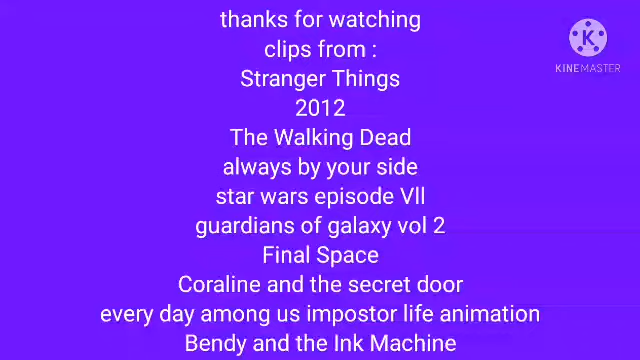 thanks for watching
clips from :
Stranger Things
2012
The Walking Dead
always by your side
star wars episode Vll
guardians of galaxy vol 2
Final Space
Coraline and the secret door
every day among us impostor life animation
Bendy and the Ink Machine
K
KINEMASTER